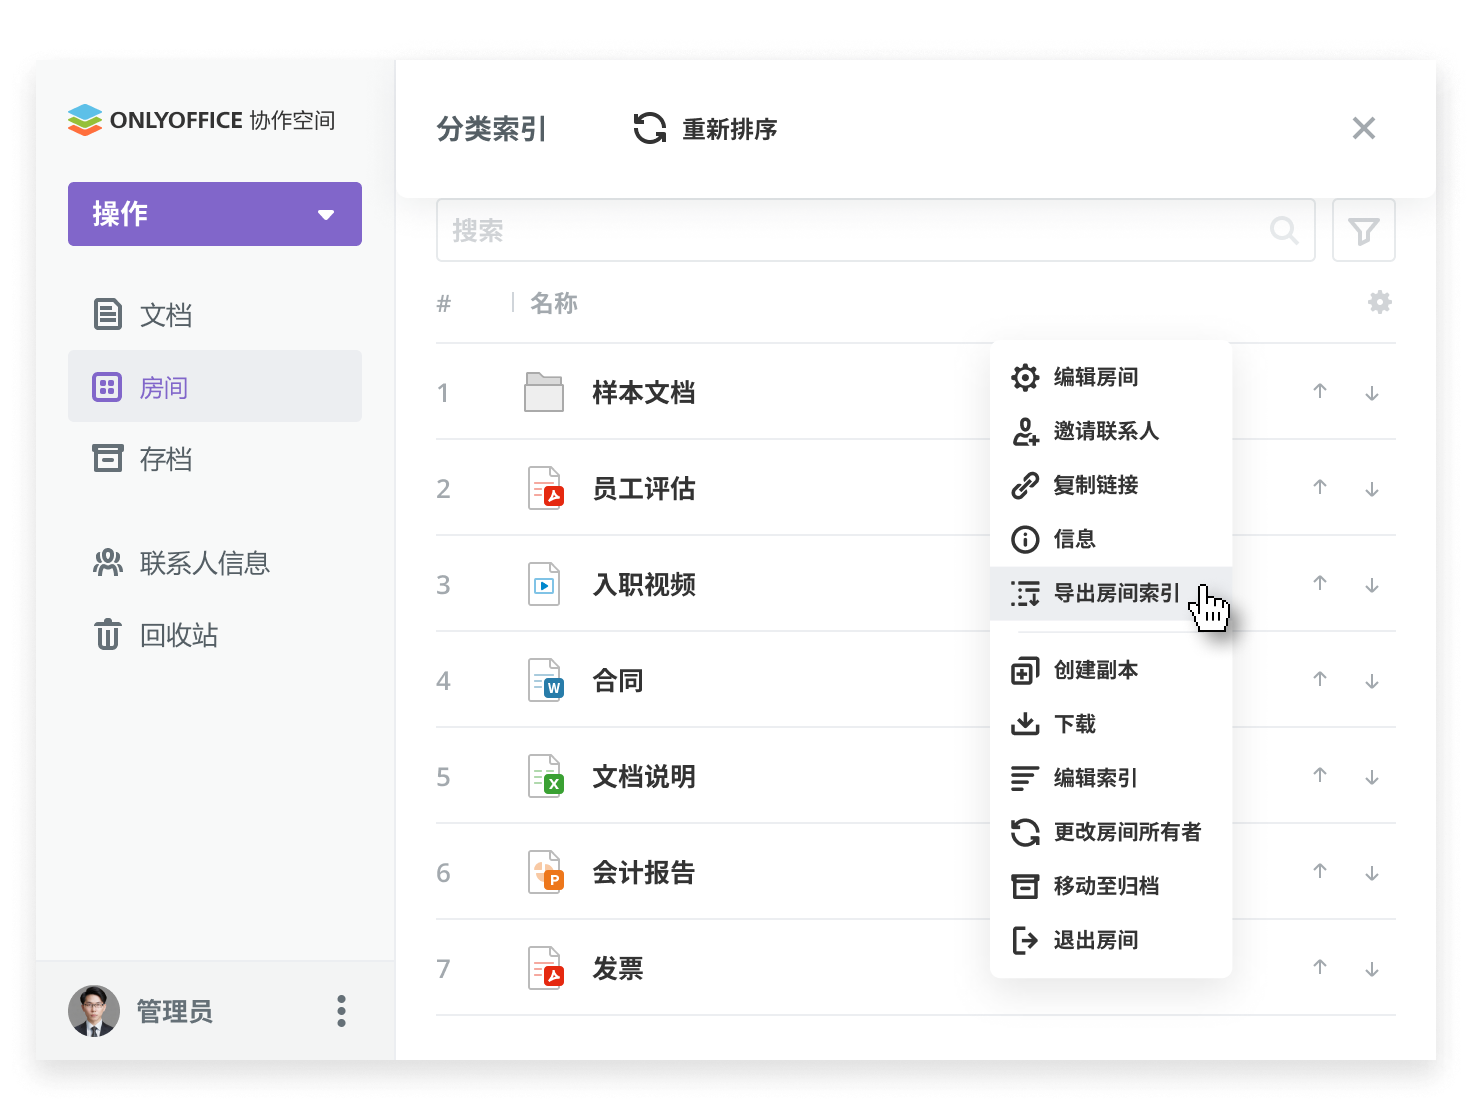 ONLYOFFICE 协作空间
操作
文档
房间
存档
联系人信息
回收站
管理员
分类索引
重新排序
搜索
# 名称
1 样本文档
2 员工评估
3 入职视频
4 合同
W
5 文档说明
X
6 会计报告
P
7 发票
编辑房间
邀请联系人
复制链接
信息
导出房间索引
创建副本
下载
编辑索引
更改房间所有者
移动至归档
退出房间